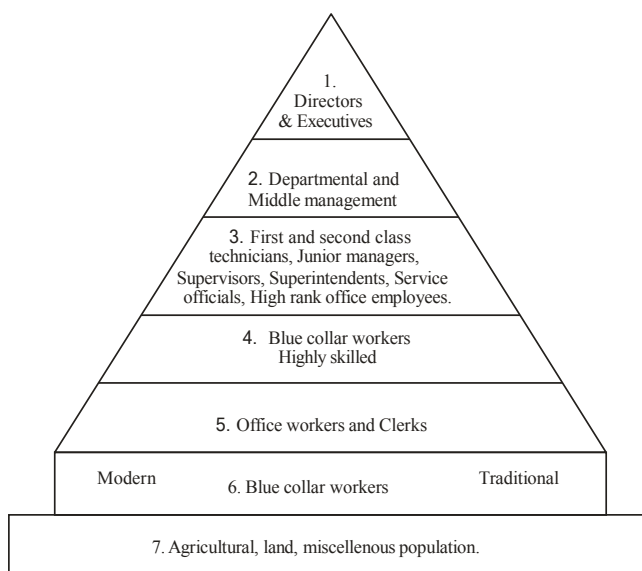 1.
Directors
& Executives
2. Departmental and
Middle management
3. First and second class
technicians, Junior managers,
Supervisors, Superintendents, Service
officials, High rank office employees.
4. Blue collar workers
Highly skilled
5. Office workers and Clerks
Modern
Traditional
6. Blue collar workers
7. Agricultural, land, miscellenous population.